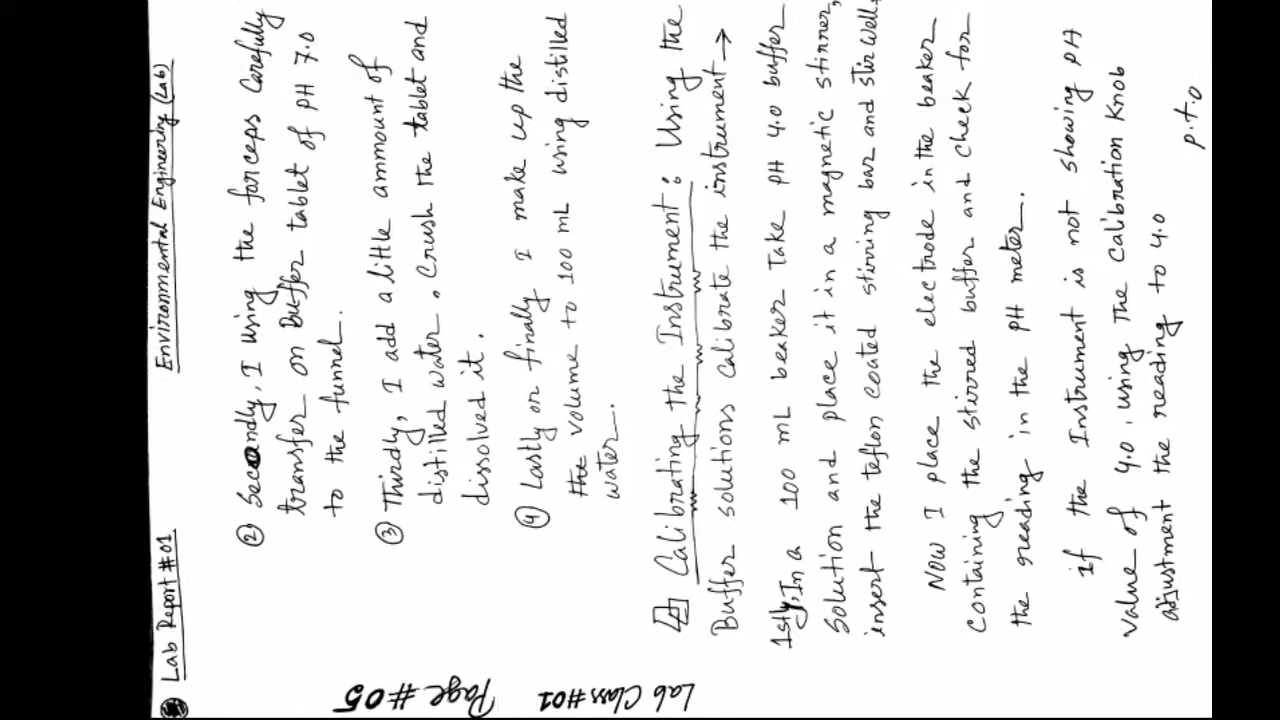 Lab Report #01 Environmental Engineering (Lab)
② Secondly, I using the forceps carefully
transfer on Buffer tablet of PH 7.0
to the funnel.
③ Thirdly, I add a little ammount of
distilled water. Crush the tablet and
dissolved it.
④ Lastly or finally I make up the
the volume to 100 mL using distilled
water.
Calibrating the Instrument: Using the
Buffer solutions calibrate the instrument →
1stly, In a 100 mL beaker take pH 4.0 buffer
Solution and place it in a magnetic stirrer,
insert the teflon coated stirring bar and stir well.
Now I place the electrode in the beaker
containing the stirred buffer and check for
the reading in the PH meter.
if the Instrument is not showing pH
value of 4.0, using the calibration knob
adjustment the reading to 4.0
P.t.o
Page #05
Lab Class #01